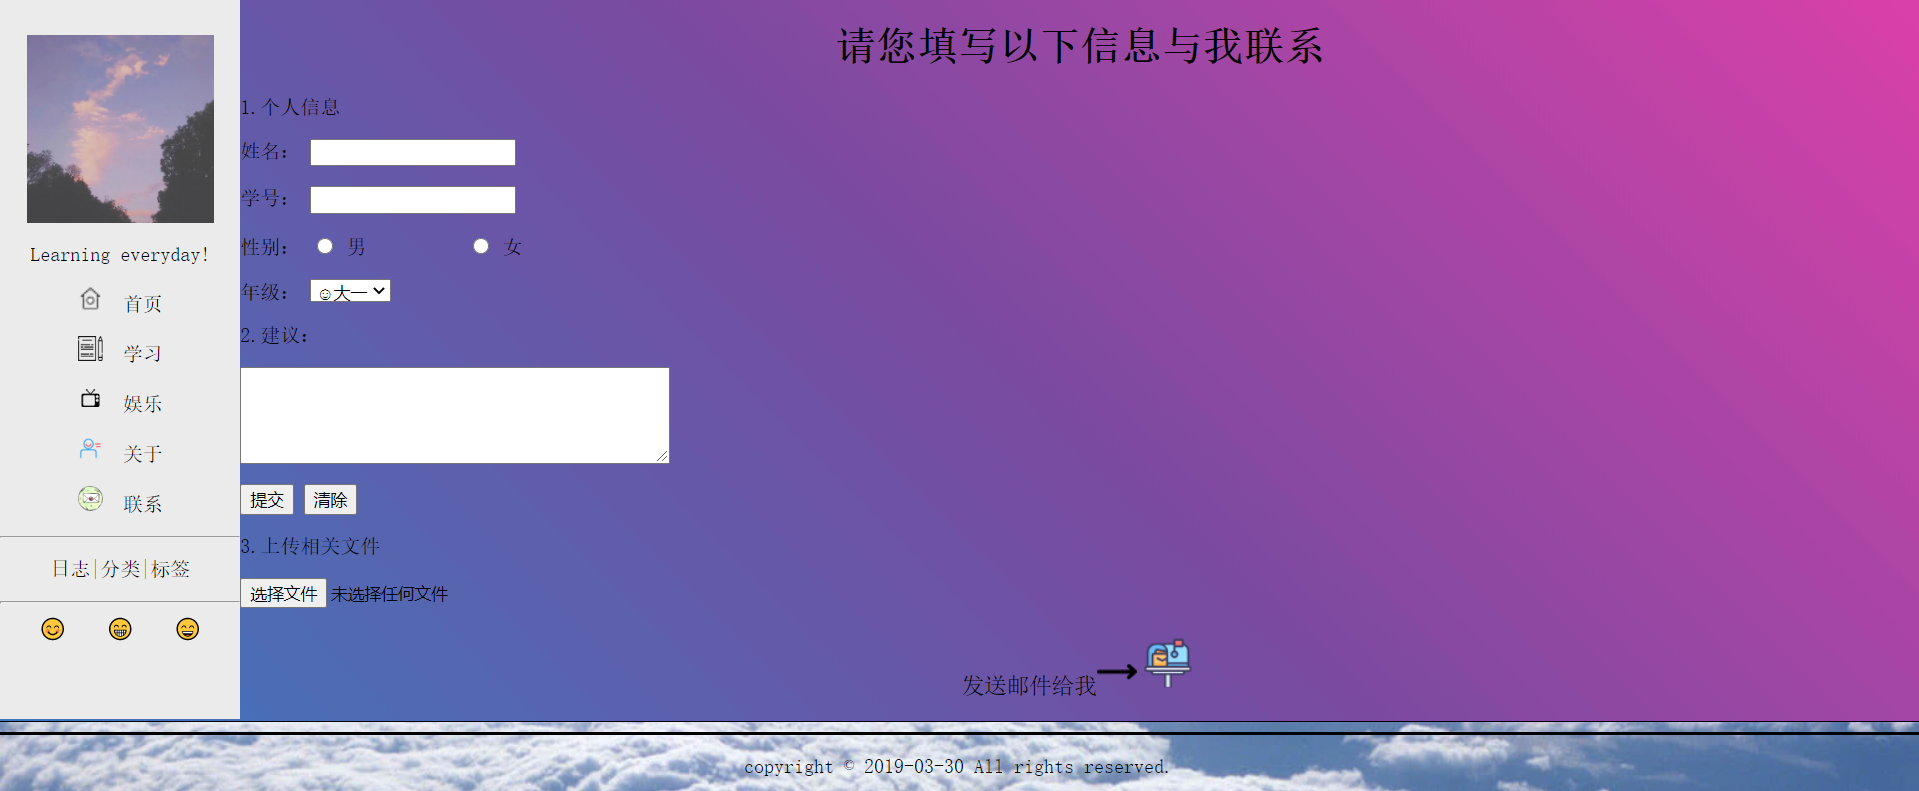 Learning everyday!
首页
学习
娱乐
关于
联系
日志|分类|标签
请您填写以下信息与我联系
1.个人信息
姓名：
学号：
性别： 男 女
年级： ☺大一
2.建议：
提交 清除
3.上传相关文件
选择文件 未选择任何文件
发送邮件给我
copyright © 2019-03-30 All rights reserved.